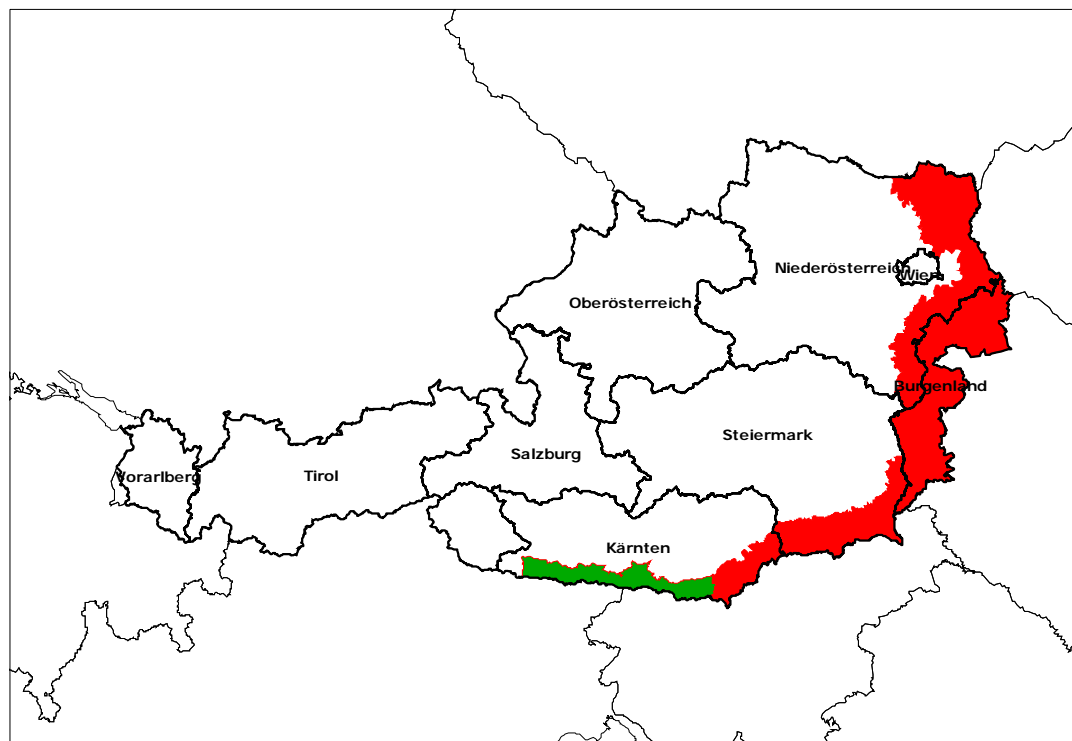 Niederösterreich
Wien
Oberösterreich
Burgenland
Steiermark
Salzburg
Vorarlberg
Tirol
Kärnten